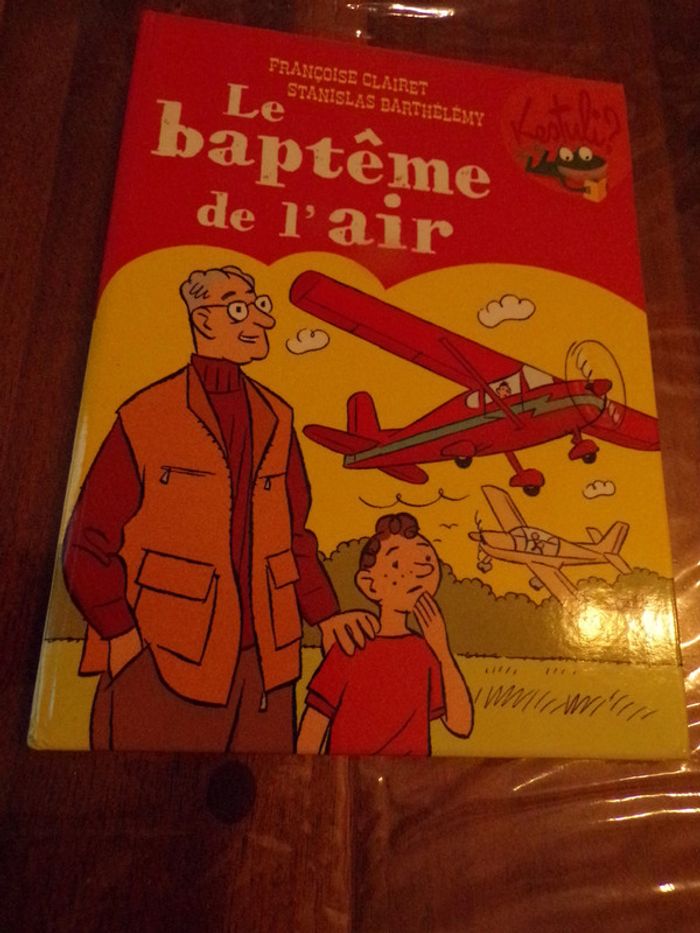 FRANÇOISE CLAIRET
STANISLAS BARTHÉLÉMY
Kestuli?
Le
baptême
de l'air